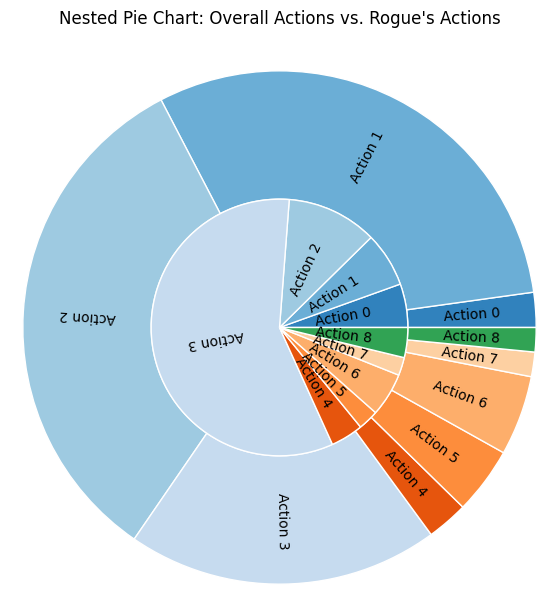 Nested Pie Chart: Overall Actions vs. Rogue's Actions
Action 1
Action 2
Action 3
Action 4
Action 5
Action 6
Action 7
Action 8
Action 0
Action 2
Action 1
Action 0
Action 8
Action 7
Action 6
Action 5
Action 4
Action 3